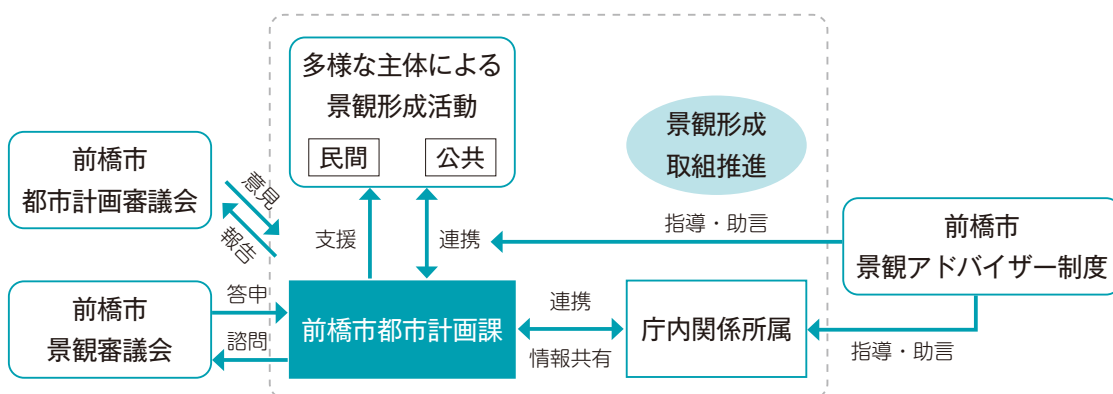 多様な主体による
景観形成活動
民間
公共
景観形成
取組推進
前橋市
都市計画審議会
意見
報告
支援
連携
指導・助言
前橋市
景観アドバイザー制度
前橋市
景観審議会
答申
諮問
前橋市都市計画課
連携
情報共有
庁内関係所属
指導・助言